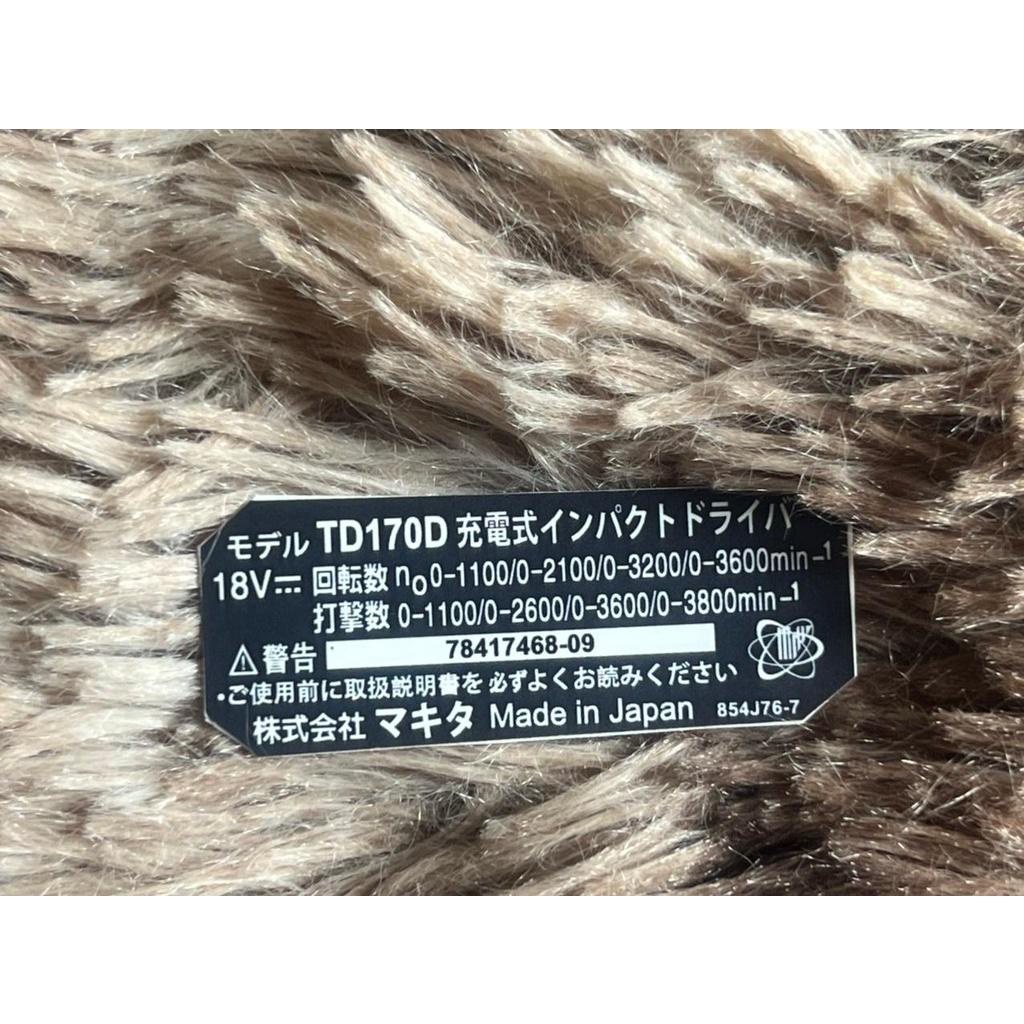 モデル TD170D 充電式インパクトドライバ
18V⎓ 回転数 n₀0-1100/0-2100/0-3200/0-3600min⁻¹
打撃数 0-1100/0-2600/0-3600/0-3800min⁻¹
⚠警告 78417468-09
・ご使用前に取扱説明書を必ずよくお読みください
株式会社 マキタ Made in Japan 854J76-7